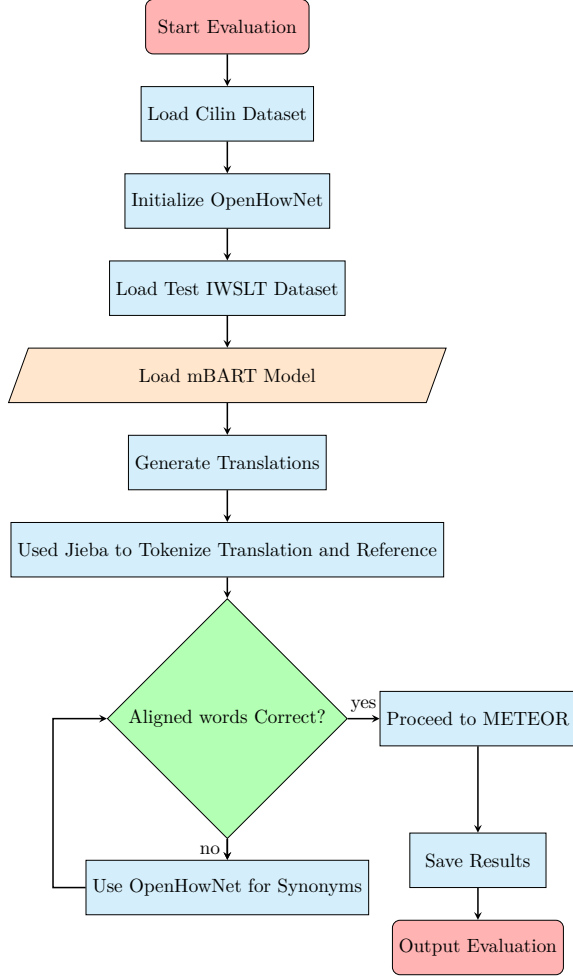 Start Evaluation
Load Cilin Dataset
Initialize OpenHowNet
Load Test IWSLT Dataset
Load mBART Model
Generate Translations
Used Jieba to Tokenize Translation and Reference
Aligned words Correct?
yes
Proceed to METEOR
no
Use OpenHowNet for Synonyms
Save Results
Output Evaluation